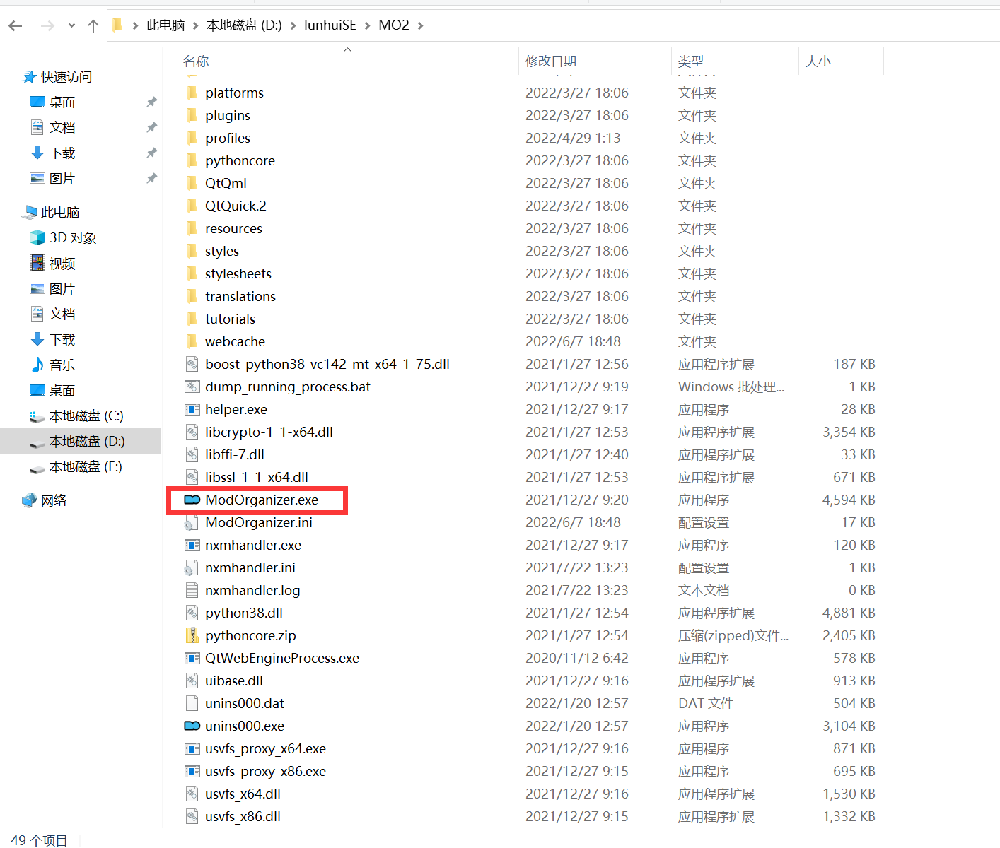 此电脑 本地磁盘 (D:) lunhuiSE MO2
名称 修改日期 类型 大小
快速访问
桌面
文档
下载
图片
此电脑
3D 对象
视频
图片
文档
下载
音乐
桌面
本地磁盘 (C:)
本地磁盘 (D:)
本地磁盘 (E:)
网络
platforms 2022/3/27 18:06 文件夹
plugins 2022/3/27 18:06 文件夹
profiles 2022/4/29 1:13 文件夹
pythoncore 2022/3/27 18:06 文件夹
QtQml 2022/3/27 18:06 文件夹
QtQuick.2 2022/3/27 18:06 文件夹
resources 2022/3/27 18:06 文件夹
styles 2022/3/27 18:06 文件夹
stylesheets 2022/3/27 18:06 文件夹
translations 2022/3/27 18:06 文件夹
tutorials 2022/3/27 18:06 文件夹
webcache 2022/6/7 18:48 文件夹
boost_python38-vc142-mt-x64-1_75.dll 2021/1/27 12:56 应用程序扩展 187 KB
dump_running_process.bat 2021/12/27 9:19 Windows 批处理... 1 KB
helper.exe 2021/12/27 9:17 应用程序 28 KB
libcrypto-1_1-x64.dll 2021/1/27 12:53 应用程序扩展 3,354 KB
libffi-7.dll 2021/1/27 12:40 应用程序扩展 33 KB
libssl-1_1-x64.dll 2021/1/27 12:53 应用程序扩展 671 KB
ModOrganizer.exe 2021/12/27 9:20 应用程序 4,594 KB
ModOrganizer.ini 2022/6/7 18:48 配置设置 17 KB
nxmhandler.exe 2021/12/27 9:17 应用程序 120 KB
nxmhandler.ini 2021/7/22 13:23 配置设置 1 KB
nxmhandler.log 2021/7/22 13:23 文本文档 0 KB
python38.dll 2021/1/27 12:54 应用程序扩展 4,881 KB
pythoncore.zip 2021/1/27 12:54 压缩(zipped)文件... 2,405 KB
QtWebEngineProcess.exe 2020/11/12 6:42 应用程序 578 KB
uibase.dll 2021/12/27 9:16 应用程序扩展 913 KB
unins000.dat 2022/1/20 12:57 DAT 文件 504 KB
unins000.exe 2022/1/20 12:57 应用程序 3,104 KB
usvfs_proxy_x64.exe 2021/12/27 9:16 应用程序 871 KB
usvfs_proxy_x86.exe 2021/12/27 9:15 应用程序 695 KB
usvfs_x64.dll 2021/12/27 9:16 应用程序扩展 1,530 KB
usvfs_x86.dll 2021/12/27 9:15 应用程序扩展 1,332 KB
49 个项目